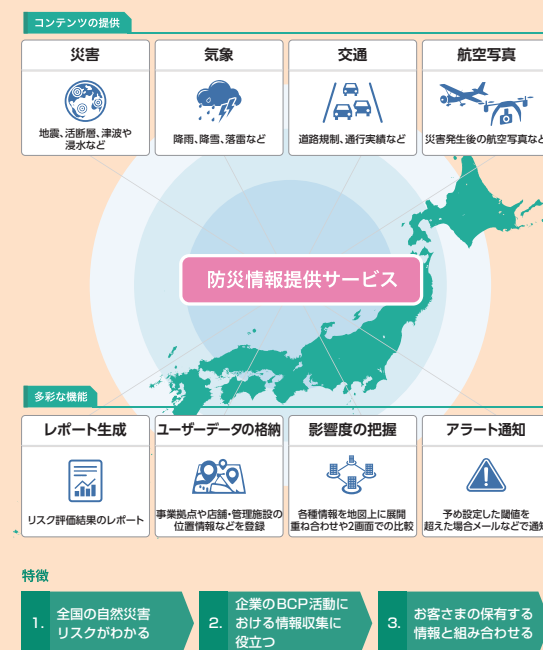 コンテンツの提供
災害
気象
交通
航空写真
地震、活断層、津波や
浸水など
降雨、降雪、落雷など
道路規制、通行実績など
災害発生後の航空写真など
防災情報提供サービス
多彩な機能
レポート生成
ユーザーデータの格納
影響度の把握
アラート通知
リスク評価結果のレポート
事業拠点や店舗・管理施設の
位置情報などを登録
各種情報を地図上に展開
重ね合わせや2画面での比較
予め設定した閾値を
超えた場合メールなどで通知
特徴
1. 全国の自然災害
リスクがわかる
2. 企業のBCP活動に
おける情報収集に
役立つ
3. お客さまの保有する
情報と組み合わせる